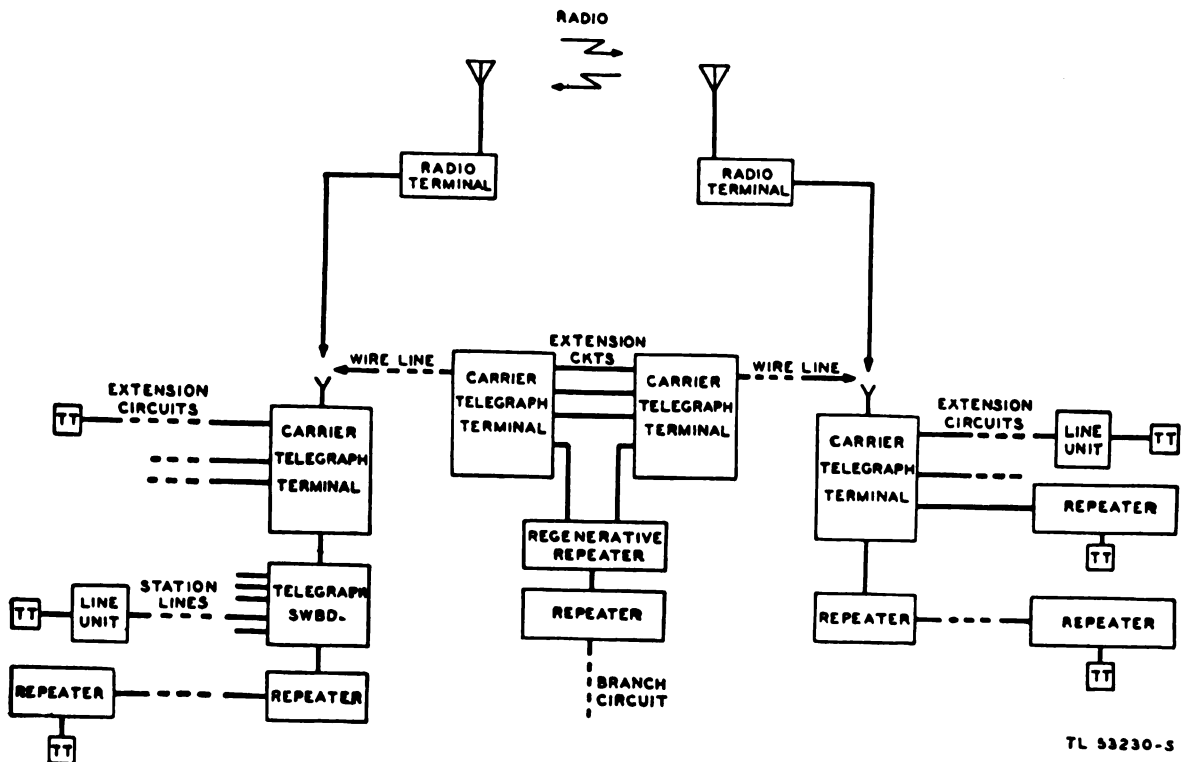 RADIO
RADIO
TERMINAL
RADIO
TERMINAL
WIRE LINE
EXTENSION
CKTS
WIRE LINE
CARRIER
TELEGRAPH
TERMINAL
CARRIER
TELEGRAPH
TERMINAL
EXTENSION
CIRCUITS
TT
CARRIER
TELEGRAPH
TERMINAL
CARRIER
TELEGRAPH
TERMINAL
EXTENSION
CIRCUITS
LINE
UNIT
TT
REPEATER
TT
REGENERATIVE
REPEATER
REPEATER
BRANCH
CIRCUIT
TT
LINE
UNIT
STATION
LINES
TELEGRAPH
SWBD-
REPEATER
TT
REPEATER
REPEATER
REPEATER
TT
TL 53230-S